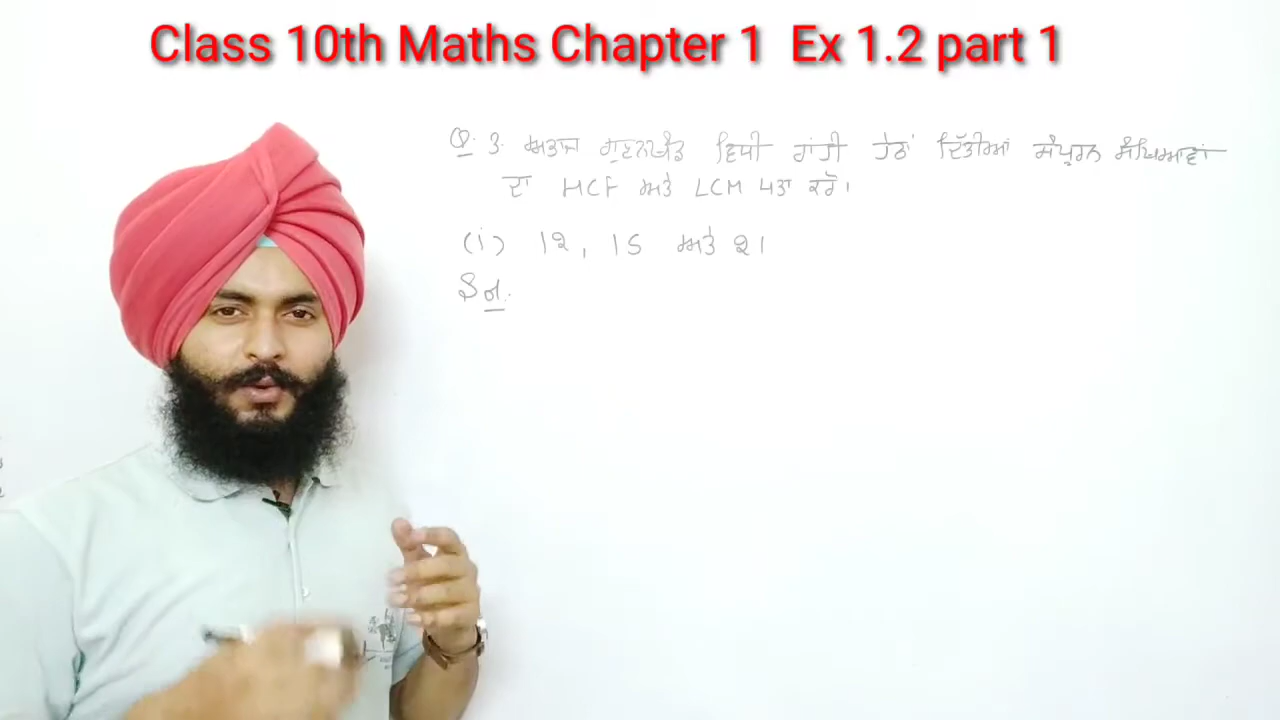 Class 10th Maths Chapter 1 Ex 1.2 part 1
Q. 3. ਅਭਾਜ ਗੁਣਨਖੰਡ ਵਿਧੀ ਰਾਂਹੀ ਹੇਠਾਂ ਦਿੱਤੀਆਂ ਸੰਪੂਰਨ ਸੰਖਿਆਵਾਂ
ਦਾ HCF ਅਤੇ LCM ਪਤਾ ਕਰੋ।
(i) 12, 15 ਅਤੇ 21
Sol.